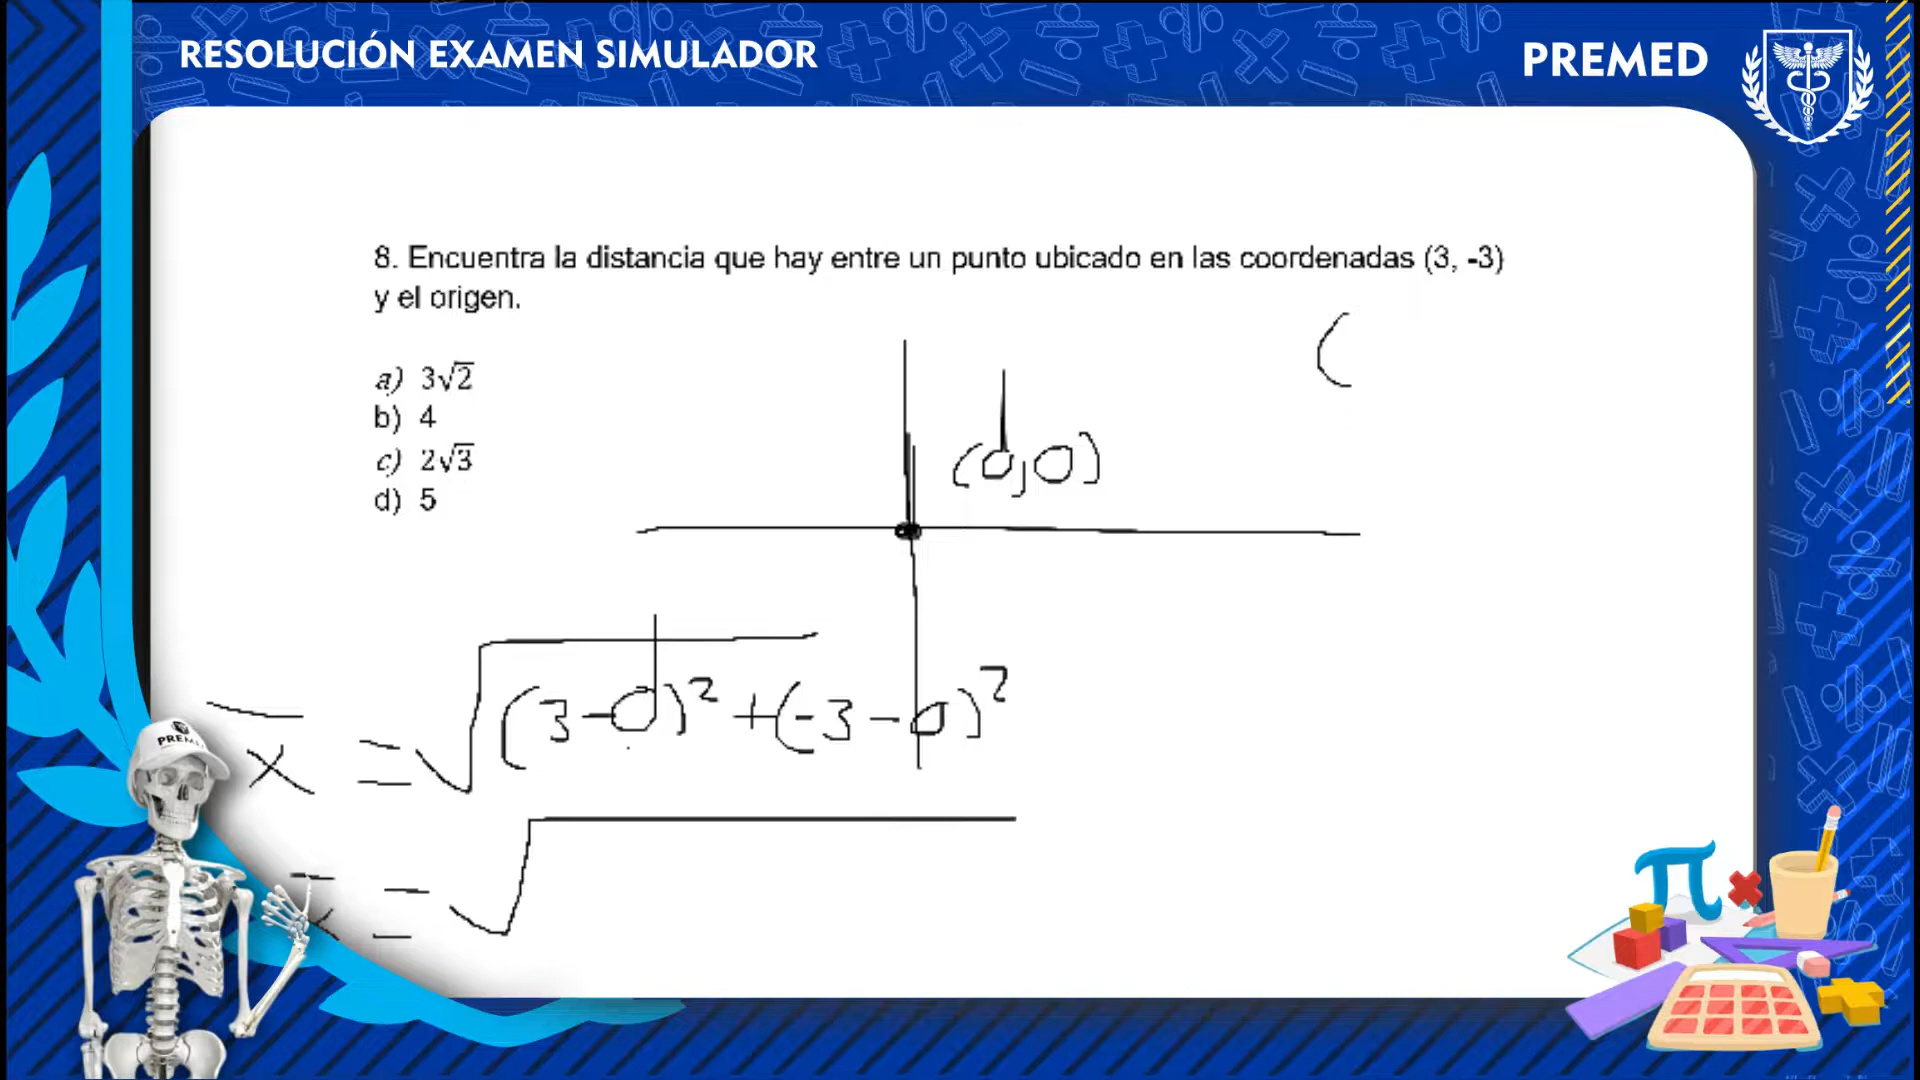 RESOLUCIÓN EXAMEN SIMULADOR
PREMED
8. Encuentra la distancia que hay entre un punto ubicado en las coordenadas (3, -3)
y el origen.
a) 3√2
b) 4
c) 2√3
d) 5
(
(0,0)
x̄ = √(3-0)² + (-3-0)²
= √
PREMED